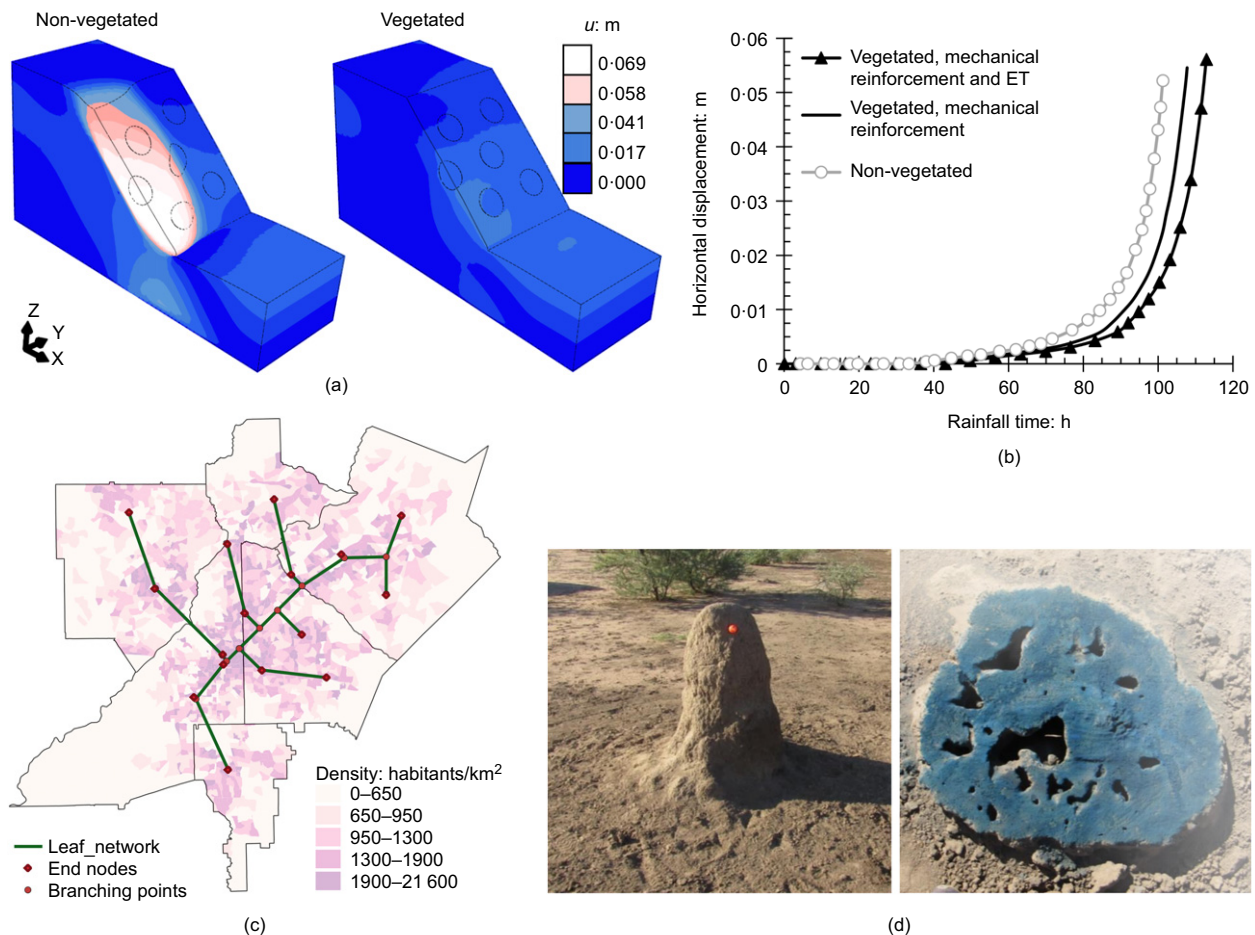 Non-vegetated
Vegetated
u: m
0·069
0·058
0·041
0·017
0·000
Z
Y
X
(a)
0·06
0·05
0·04
0·03
0·02
0·01
0
Horizontal displacement: m
Vegetated, mechanical
reinforcement and ET
Vegetated, mechanical
reinforcement
Non-vegetated
0 20 40 60 80 100 120
Rainfall time: h
(b)
Density: habitants/km²
0–650
650–950
950–1300
1300–1900
1900–21 600
Leaf_network
End nodes
Branching points
(c)
(d)